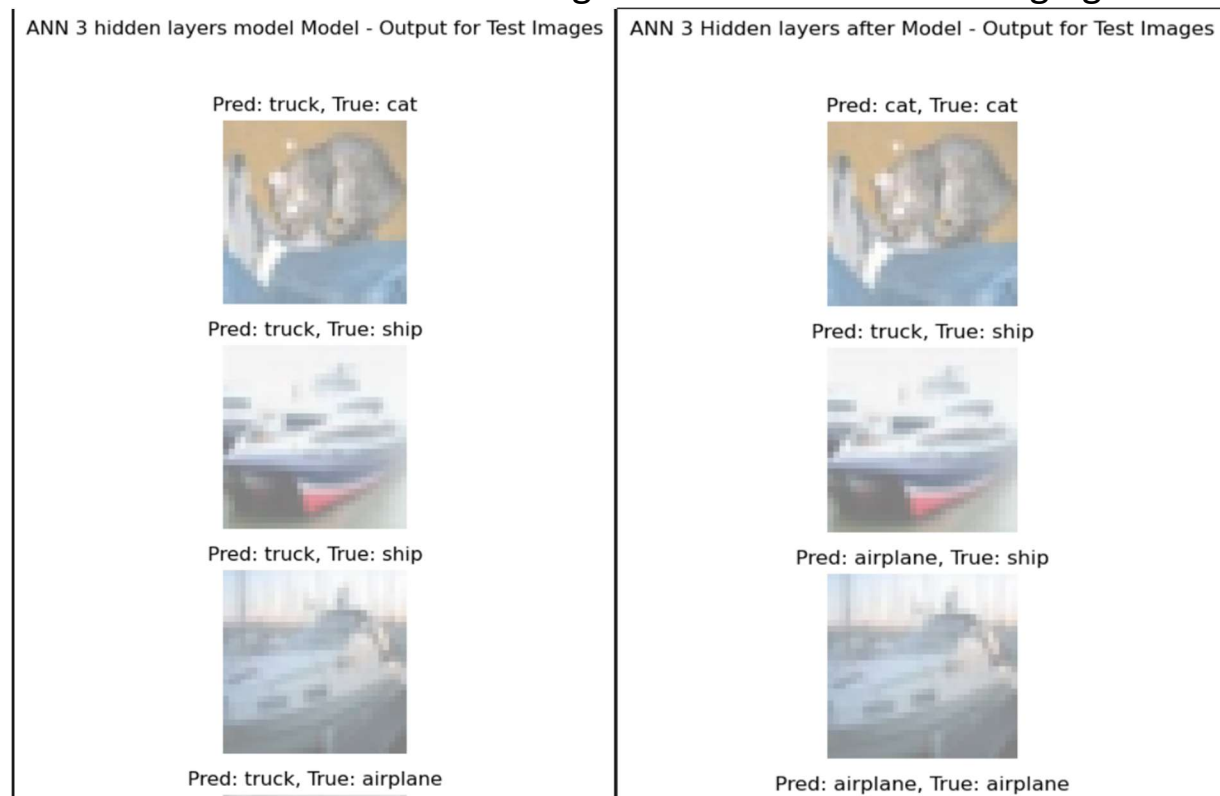 ANN 3 hidden layers model Model - Output for Test Images
Pred: truck, True: cat
Pred: truck, True: ship
Pred: truck, True: ship
Pred: truck, True: airplane
ANN 3 Hidden layers after Model - Output for Test Images
Pred: cat, True: cat
Pred: truck, True: ship
Pred: airplane, True: ship
Pred: airplane, True: airplane